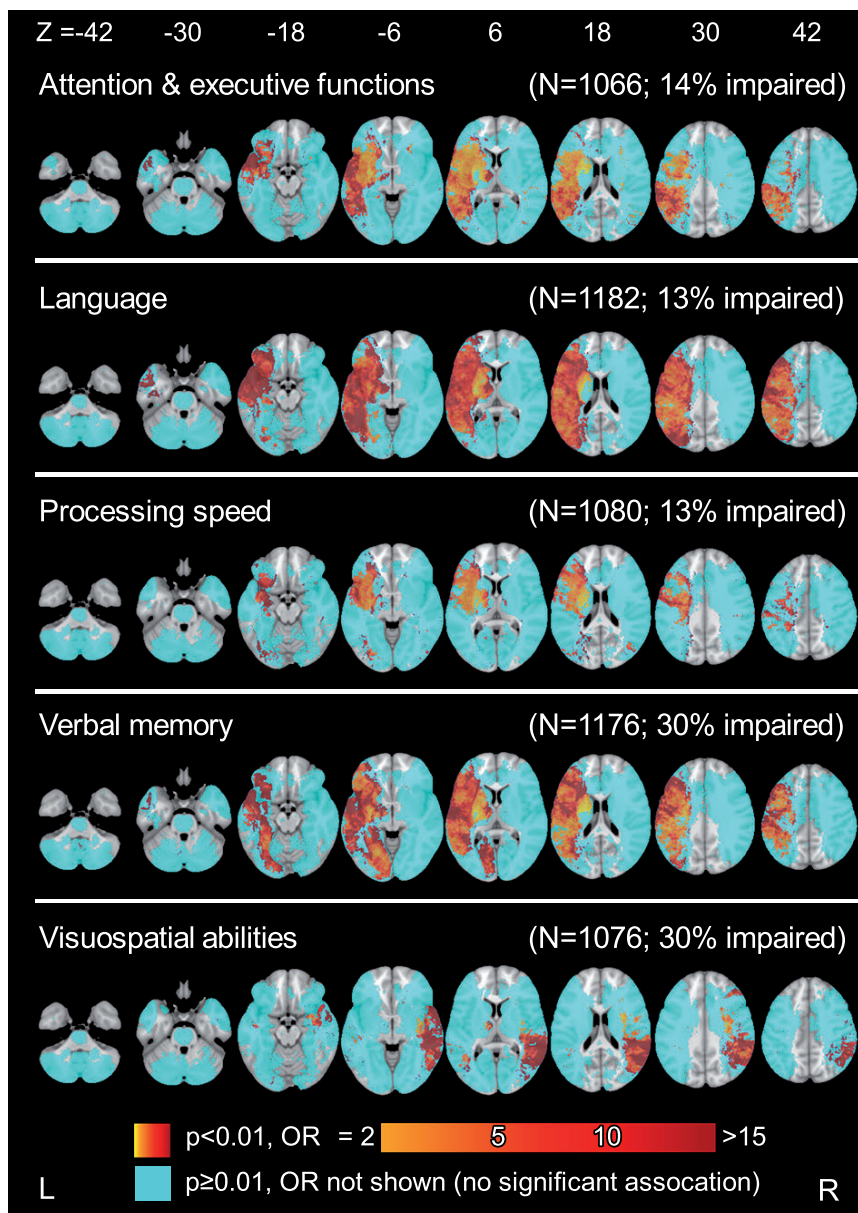 Z =-42 -30 -18 -6 6 18 30 42
Attention & executive functions (N=1066; 14% impaired)
Language (N=1182; 13% impaired)
Processing speed (N=1080; 13% impaired)
Verbal memory (N=1176; 30% impaired)
Visuospatial abilities (N=1076; 30% impaired)
p<0.01, OR = 2 5 10 >15
p≥0.01, OR not shown (no significant assocation)
L R